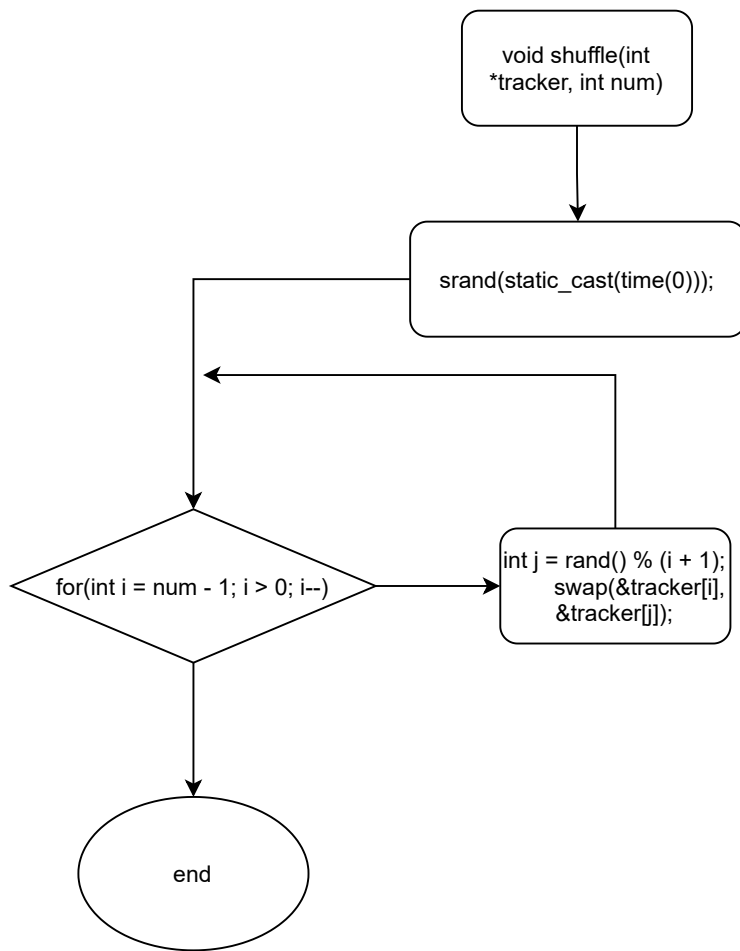 void shuffle(int
*tracker, int num)
srand(static_cast(time(0)));
for(int i = num - 1; i > 0; i--)
int j = rand() % (i + 1);
swap(&tracker[i],
&tracker[j]);
end